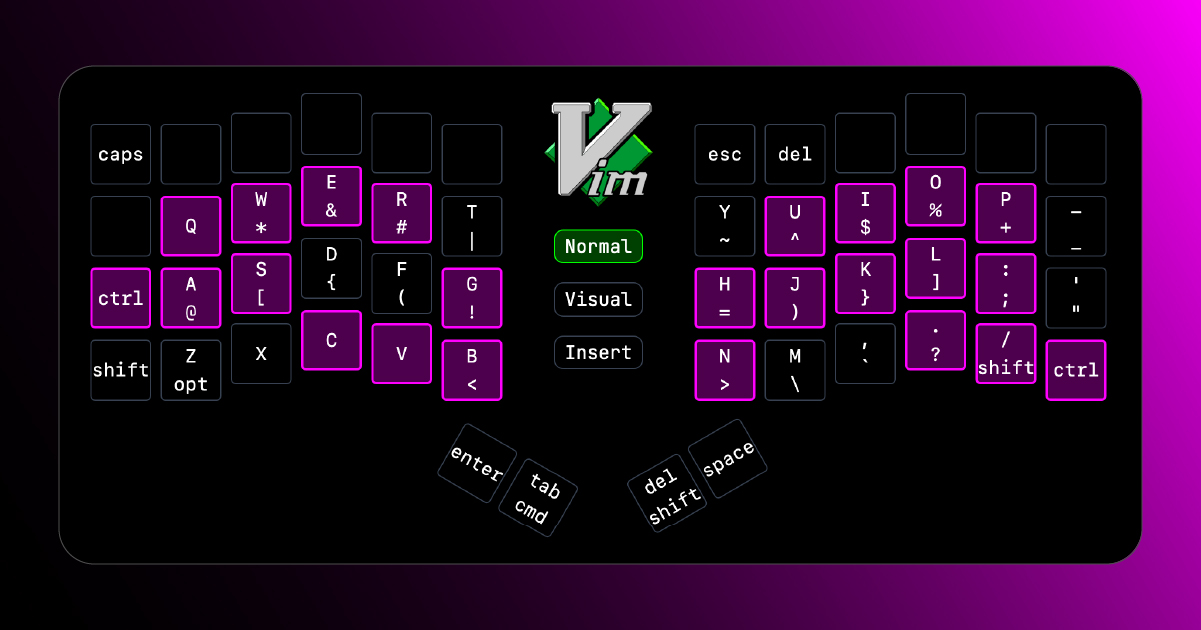 caps
esc
del
Q
W
*
E
&
R
#
T
|
Y
~
U
^
I
$
O
%
P
+
–
_
ctrl
A
@
S
[
D
{
F
(
G
!
H
=
J
)
K
}
L
]
:
;
'
"
shift
Z
opt
X
C
V
B
<
N
>
M
\
,
`
.
?
/
shift
ctrl
enter
tab
cmd
del
shift
space
Vim
Normal
Visual
Insert